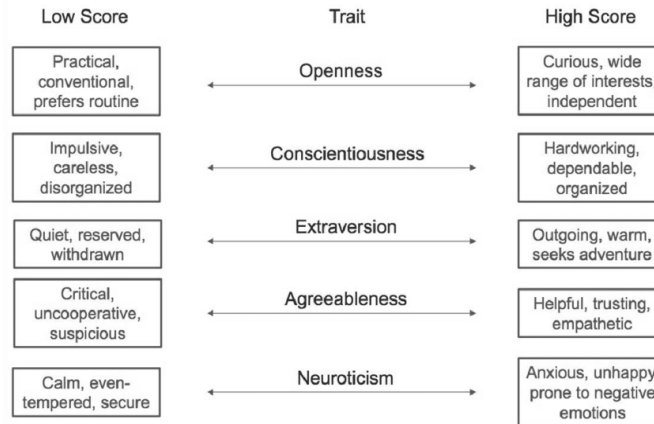 Low Score Trait High Score
Practical,
conventional,
prefers routine
Openness
Curious, wide
range of interests,
independent
Impulsive,
careless,
disorganized
Conscientiousness
Hardworking,
dependable,
organized
Quiet, reserved,
withdrawn
Extraversion
Outgoing, warm,
seeks adventure
Critical,
uncooperative,
suspicious
Agreeableness
Helpful, trusting,
empathetic
Calm, even-
tempered, secure
Neuroticism
Anxious, unhappy,
prone to negative
emotions